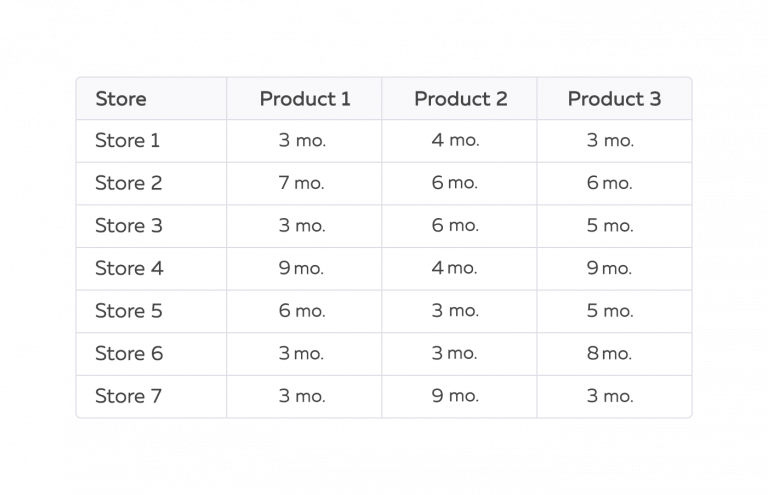 Store Product 1 Product 2 Product 3
Store 1 3 mo. 4 mo. 3 mo.
Store 2 7 mo. 6 mo. 6 mo.
Store 3 3 mo. 6 mo. 5 mo.
Store 4 9 mo. 4 mo. 9 mo.
Store 5 6 mo. 3 mo. 5 mo.
Store 6 3 mo. 3 mo. 8 mo.
Store 7 3 mo. 9 mo. 3 mo.